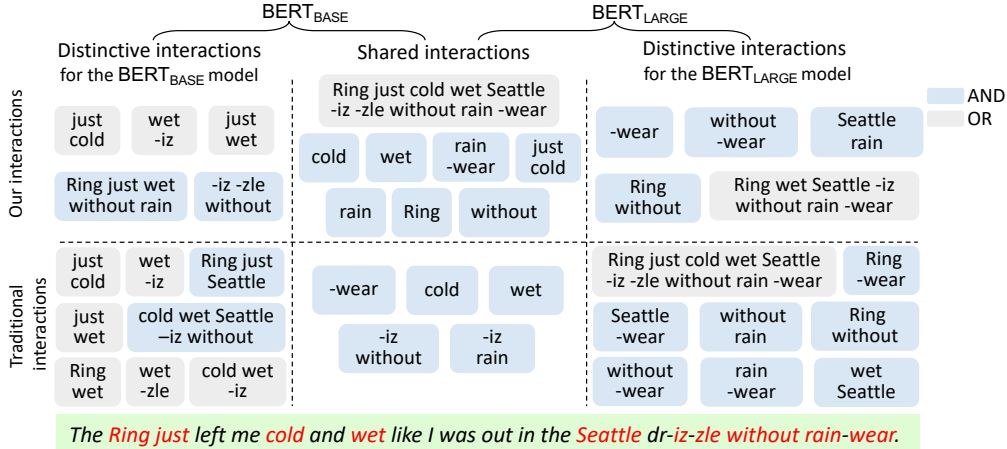 BERT_BASE
BERT_LARGE
Distinctive interactions
for the BERT_BASE model
Shared interactions
Distinctive interactions
for the BERT_LARGE model
AND
OR
Our interactions
just
cold
wet
-iz
just
wet
Ring just wet
without rain
-iz -zle
without
Ring just cold wet Seattle
-iz -zle without rain -wear
cold
wet
rain
-wear
just
cold
rain
Ring
without
-wear
without
-wear
Seattle
rain
Ring
without
Ring wet Seattle -iz
without rain -wear
Traditional
interactions
just
cold
wet
-iz
Ring just
Seattle
just
wet
cold wet Seattle
–iz without
Ring
wet
wet
-zle
cold wet
-iz
-wear
cold
wet
-iz
without
-iz
rain
Ring just cold wet Seattle
-iz -zle without rain -wear
Ring
-wear
Seattle
-wear
without
rain
Ring
without
without
-wear
rain
-wear
wet
Seattle
The Ring just left me cold and wet like I was out in the Seattle dr-iz-zle without rain-wear.